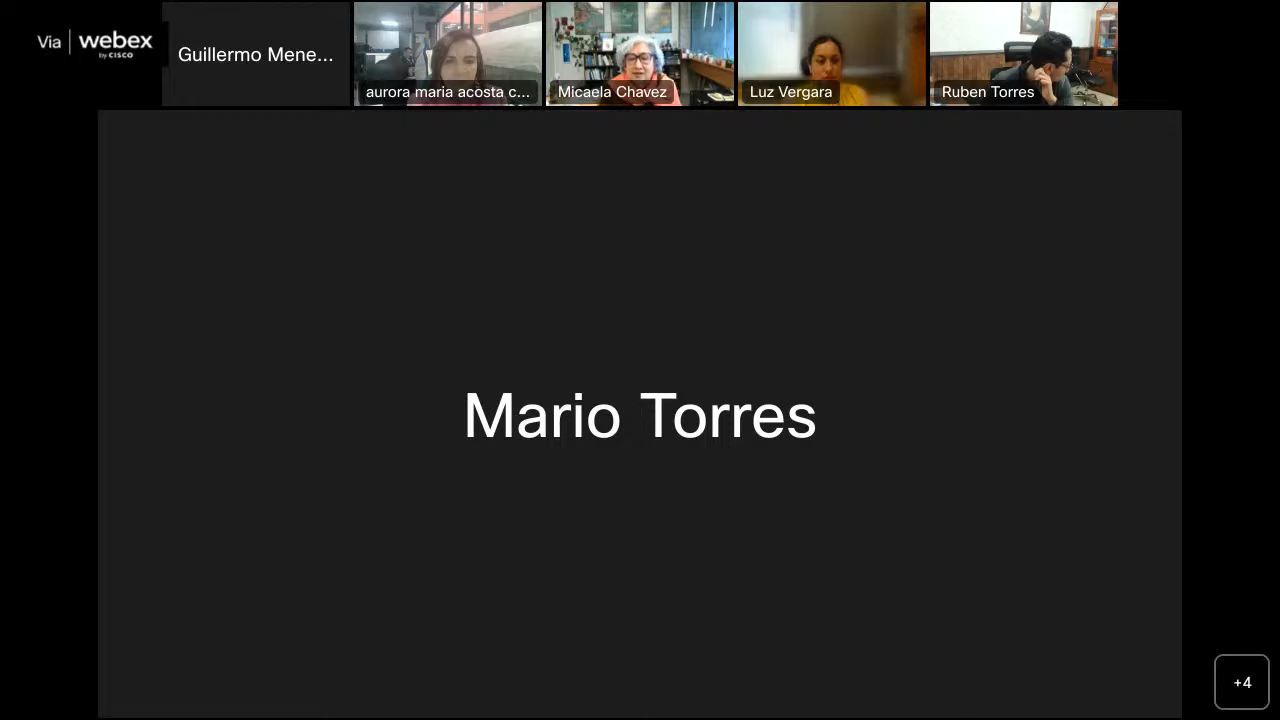 Via webex
by CISCO
Guillermo Mene...
aurora maria acosta c...
Micaela Chavez
Luz Vergara
Ruben Torres
Mario Torres
+4